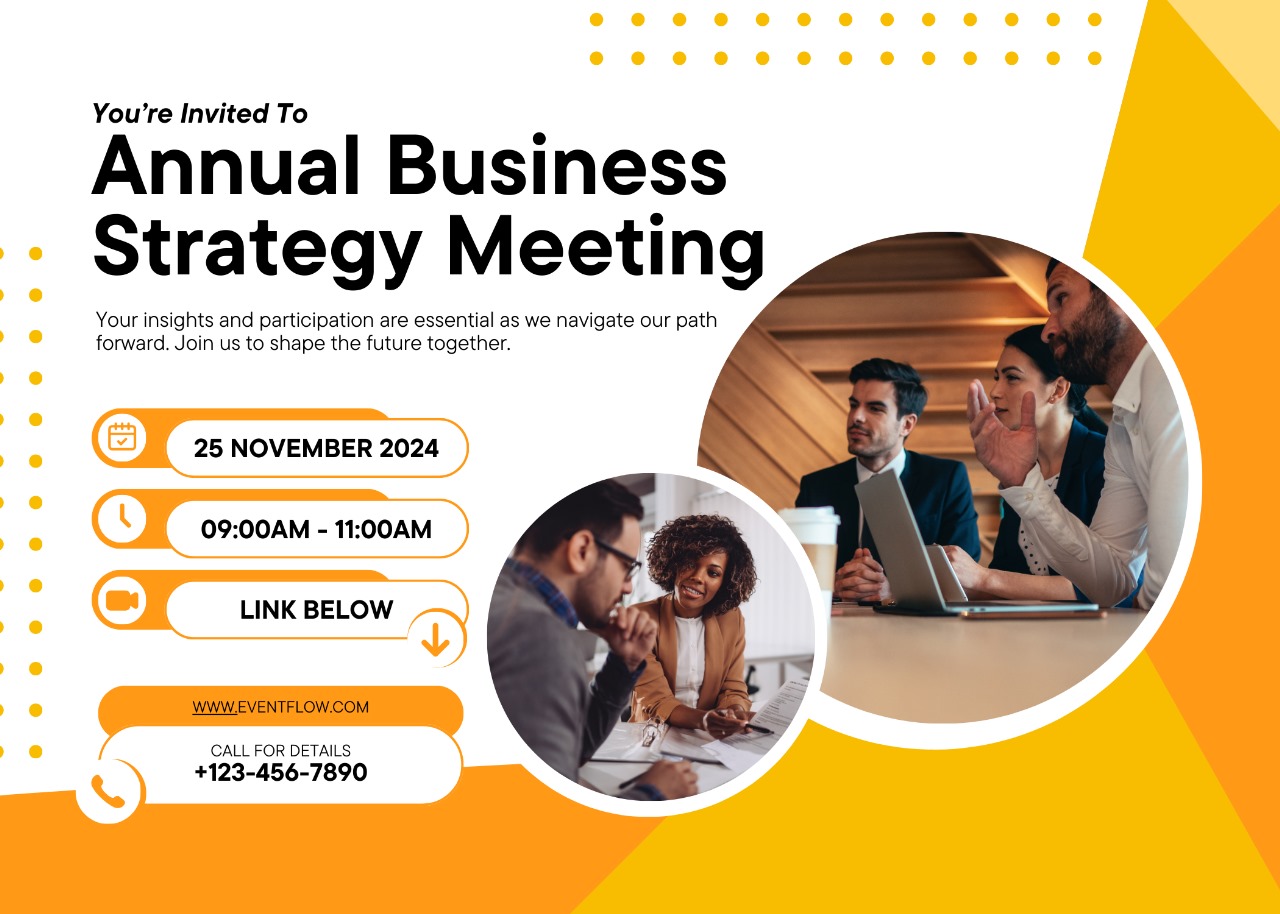 You're Invited To
Annual Business
Strategy Meeting
Your insights and participation are essential as we navigate our path
forward. Join us to shape the future together.
25 NOVEMBER 2024
09:00AM - 11:00AM
LINK BELOW
WWW.EVENTFLOW.COM
CALL FOR DETAILS
+123-456-7890